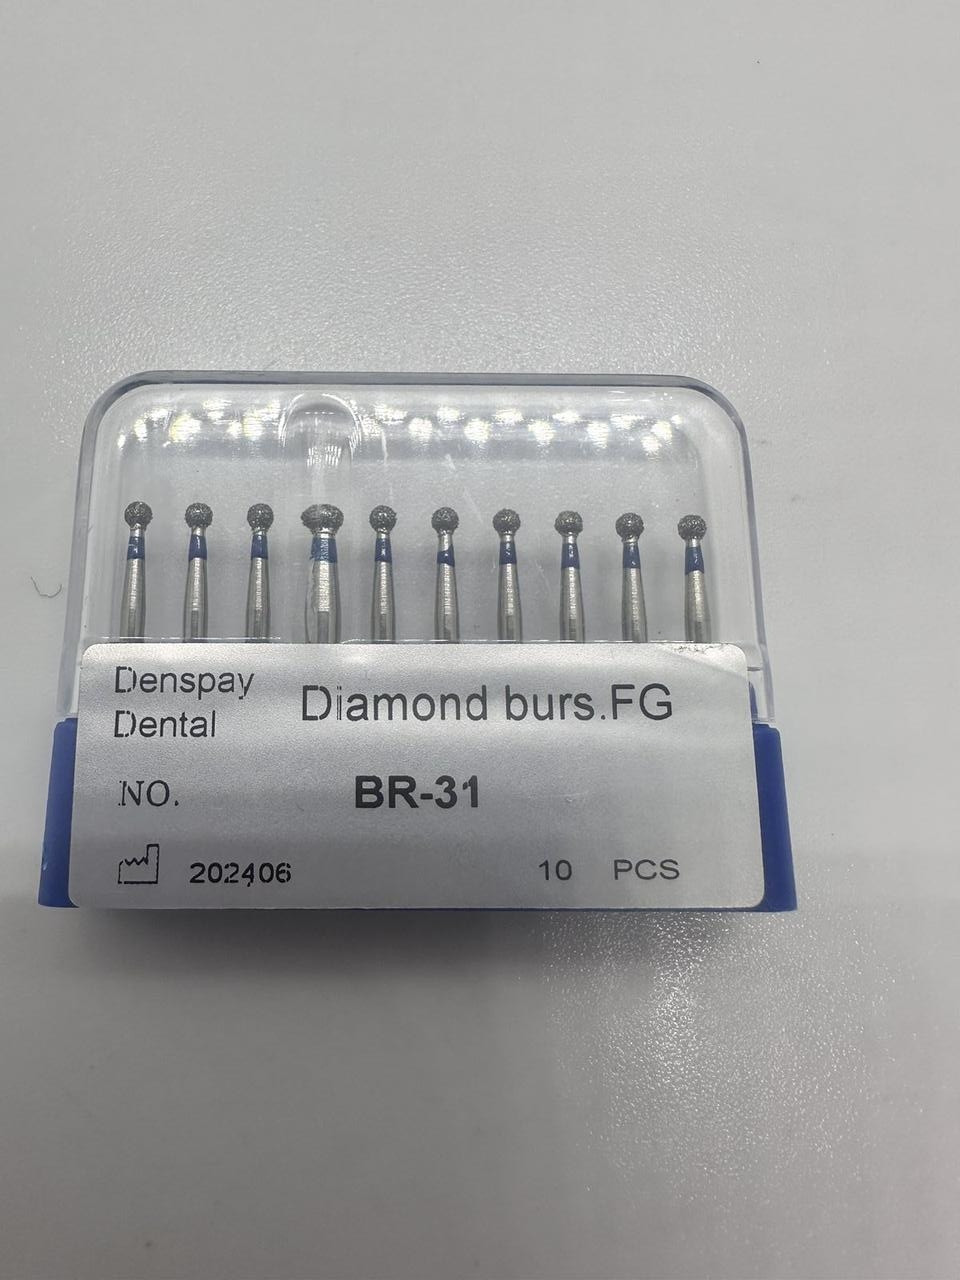 Denspay
Dental
Diamond burs.FG
NO. BR-31
202406 10 PCS